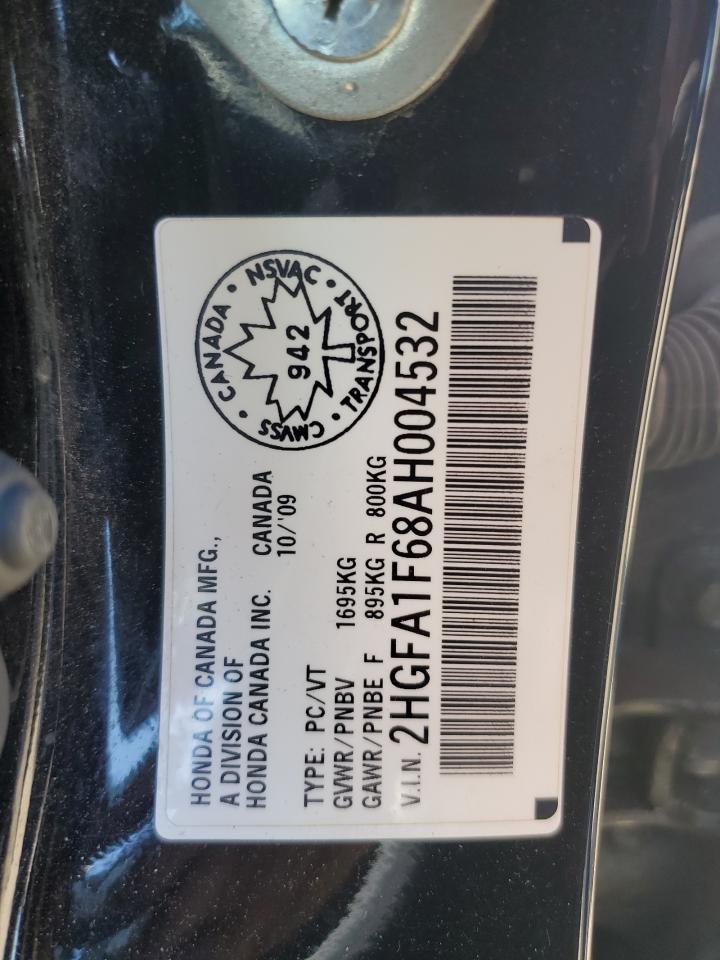 HONDA OF CANADA MFG.,
A DIVISION OF
HONDA CANADA INC. CANADA
10/'09
TYPE: PC/VT
GVWR/PNBV 1695KG
GAWR/PNBE F 895KG R 800KG
V.I.N. 2HGFA1F68AH004532
CANADA · NSVAC · TRANSPORT · CMVSS ·
942